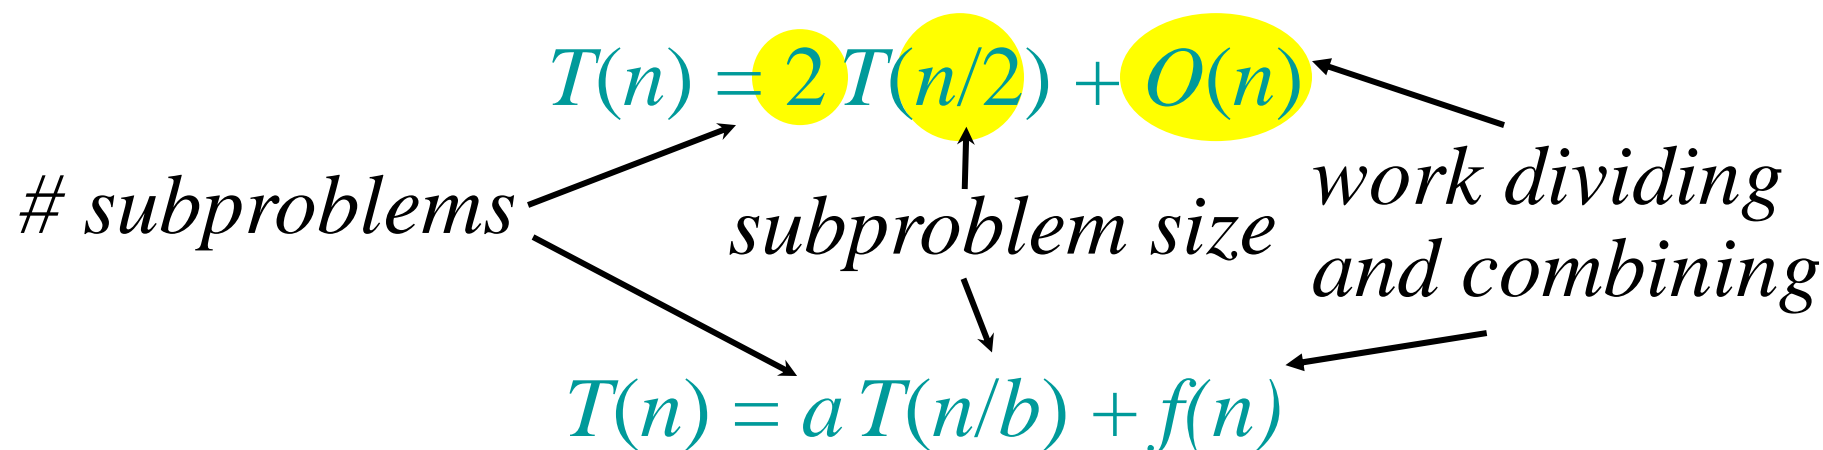 T(n) = 2 T(n/2) + O(n)
# subproblems
subproblem size
work dividing
and combining
T(n) = a T(n/b) + f(n)